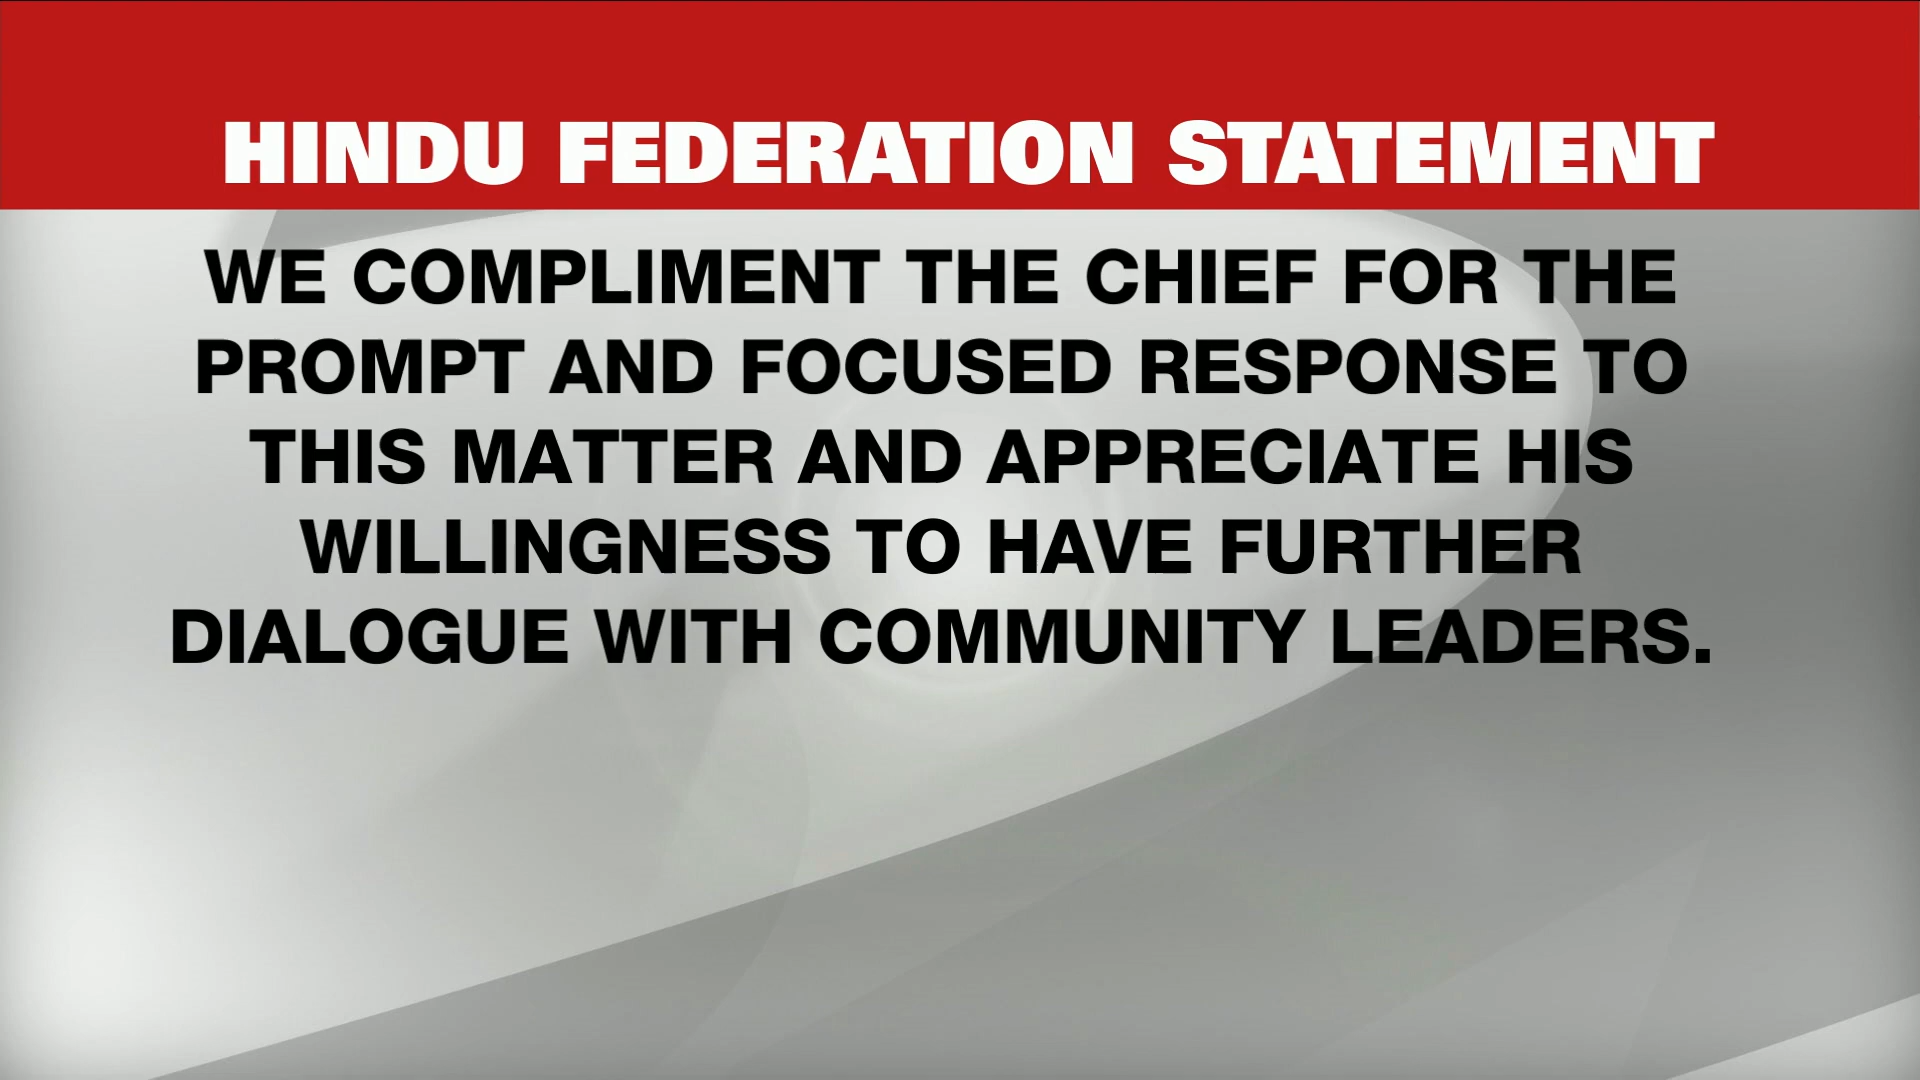 HINDU FEDERATION STATEMENT
WE COMPLIMENT THE CHIEF FOR THE
PROMPT AND FOCUSED RESPONSE TO
THIS MATTER AND APPRECIATE HIS
WILLINGNESS TO HAVE FURTHER
DIALOGUE WITH COMMUNITY LEADERS.